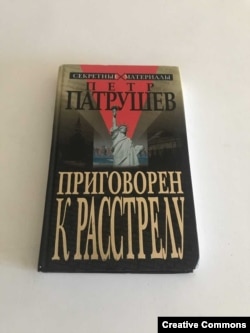 СЕКРЕТНЫЕ МАТЕРИАЛЫ
ПЕТР
ПАТРУШЕВ
ПРИГОВОРЕН
К РАССТРЕЛУ
Creative Commons